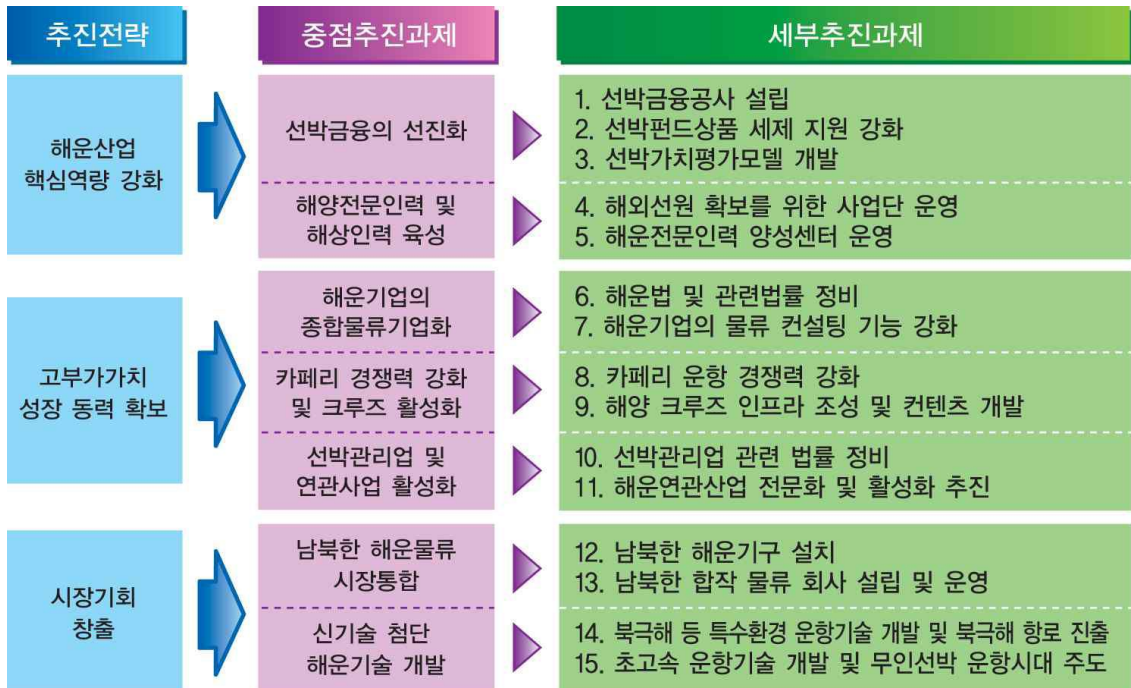 추진전략
중점추진과제
세부추진과제
해운산업
핵심역량 강화
선박금융의 선진화
1. 선박금융공사 설립
2. 선박펀드상품 세제 지원 강화
3. 선박가치평가모델 개발
해양전문인력 및
해상인력 육성
4. 해외선원 확보를 위한 사업단 운영
5. 해운전문인력 양성센터 운영
고부가가치
성장 동력 확보
해운기업의
종합물류기업화
6. 해운법 및 관련법률 정비
7. 해운기업의 물류 컨설팅 기능 강화
카페리 경쟁력 강화
및 크루즈 활성화
8. 카페리 운항 경쟁력 강화
9. 해양 크루즈 인프라 조성 및 컨텐츠 개발
선박관리업 및
연관사업 활성화
10. 선박관리업 관련 법률 정비
11. 해운연관산업 전문화 및 활성화 추진
시장기회
창출
남북한 해운물류
시장통합
12. 남북한 해운기구 설치
13. 남북한 합작 물류 회사 설립 및 운영
신기술 첨단
해운기술 개발
14. 북극해 등 특수환경 운항기술 개발 및 북극해 항로 진출
15. 초고속 운항기술 개발 및 무인선박 운항시대 주도